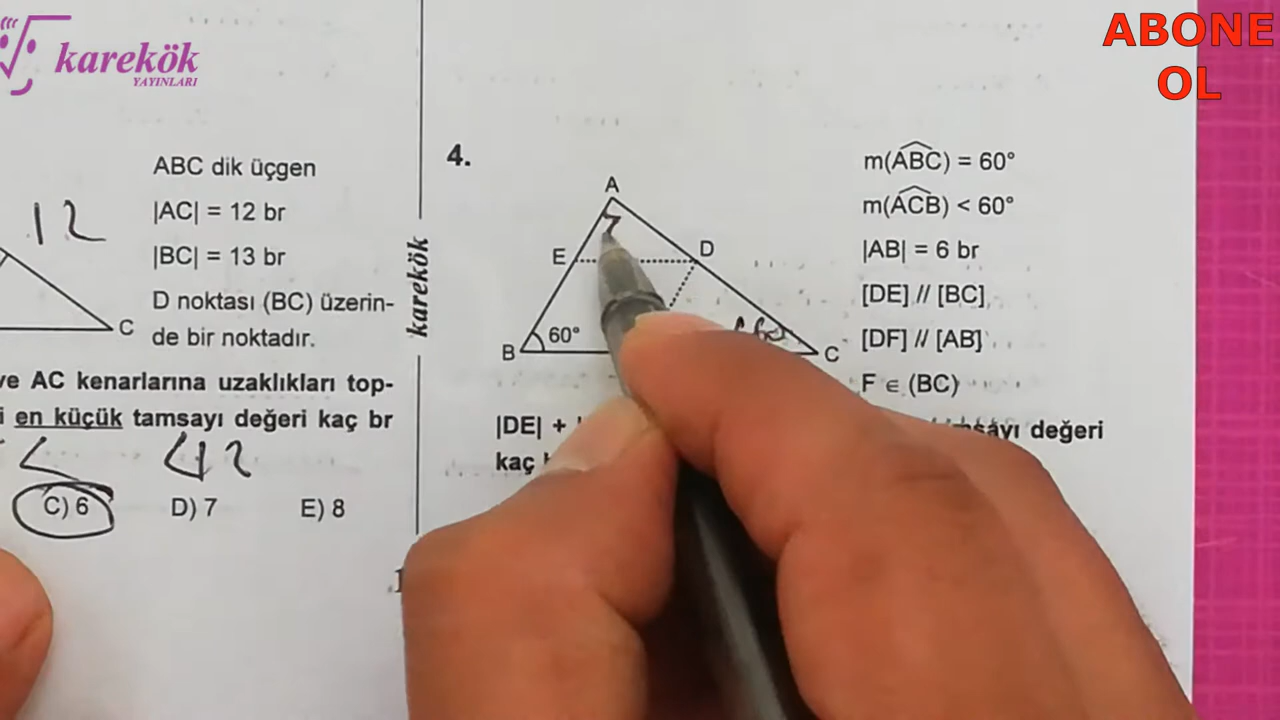 karekök
YAYINLARI
ABONE
OL
12
C
ABC dik üçgen
|AC| = 12 br
|BC| = 13 br
D noktası (BC) üzerin-
de bir noktadır.
ve AC kenarlarına uzaklıkları top-
en küçük tamsayı değeri kaç br
C) 6
D) 7
E) 8
karekök
4.
A
E
D
B
60°
C
m(ABC) = 60°
m(ACB) < 60°
|AB| = 6 br
[DE] // [BC]
[DF] // [AB]
F ∈ (BC)
|DE| +
değeri
kaç